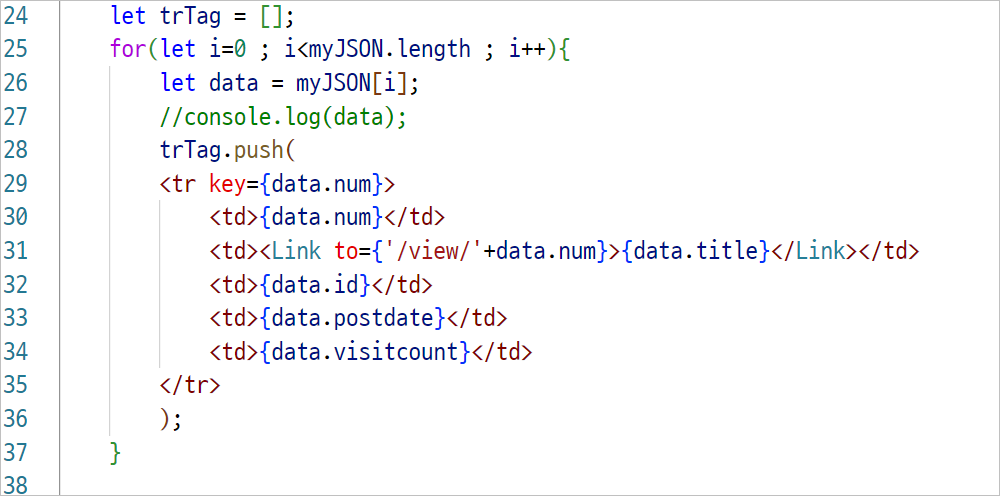 24 let trTag = [];
25 for(let i=0 ; i<myJSON.length ; i++){
26 let data = myJSON[i];
27 //console.log(data);
28 trTag.push(
29 <tr key={data.num}>
30 <td>{data.num}</td>
31 <td><Link to={'/view/'+data.num}>{data.title}</Link></td>
32 <td>{data.id}</td>
33 <td>{data.postdate}</td>
34 <td>{data.visitcount}</td>
35 </tr>
36 );
37 }
38